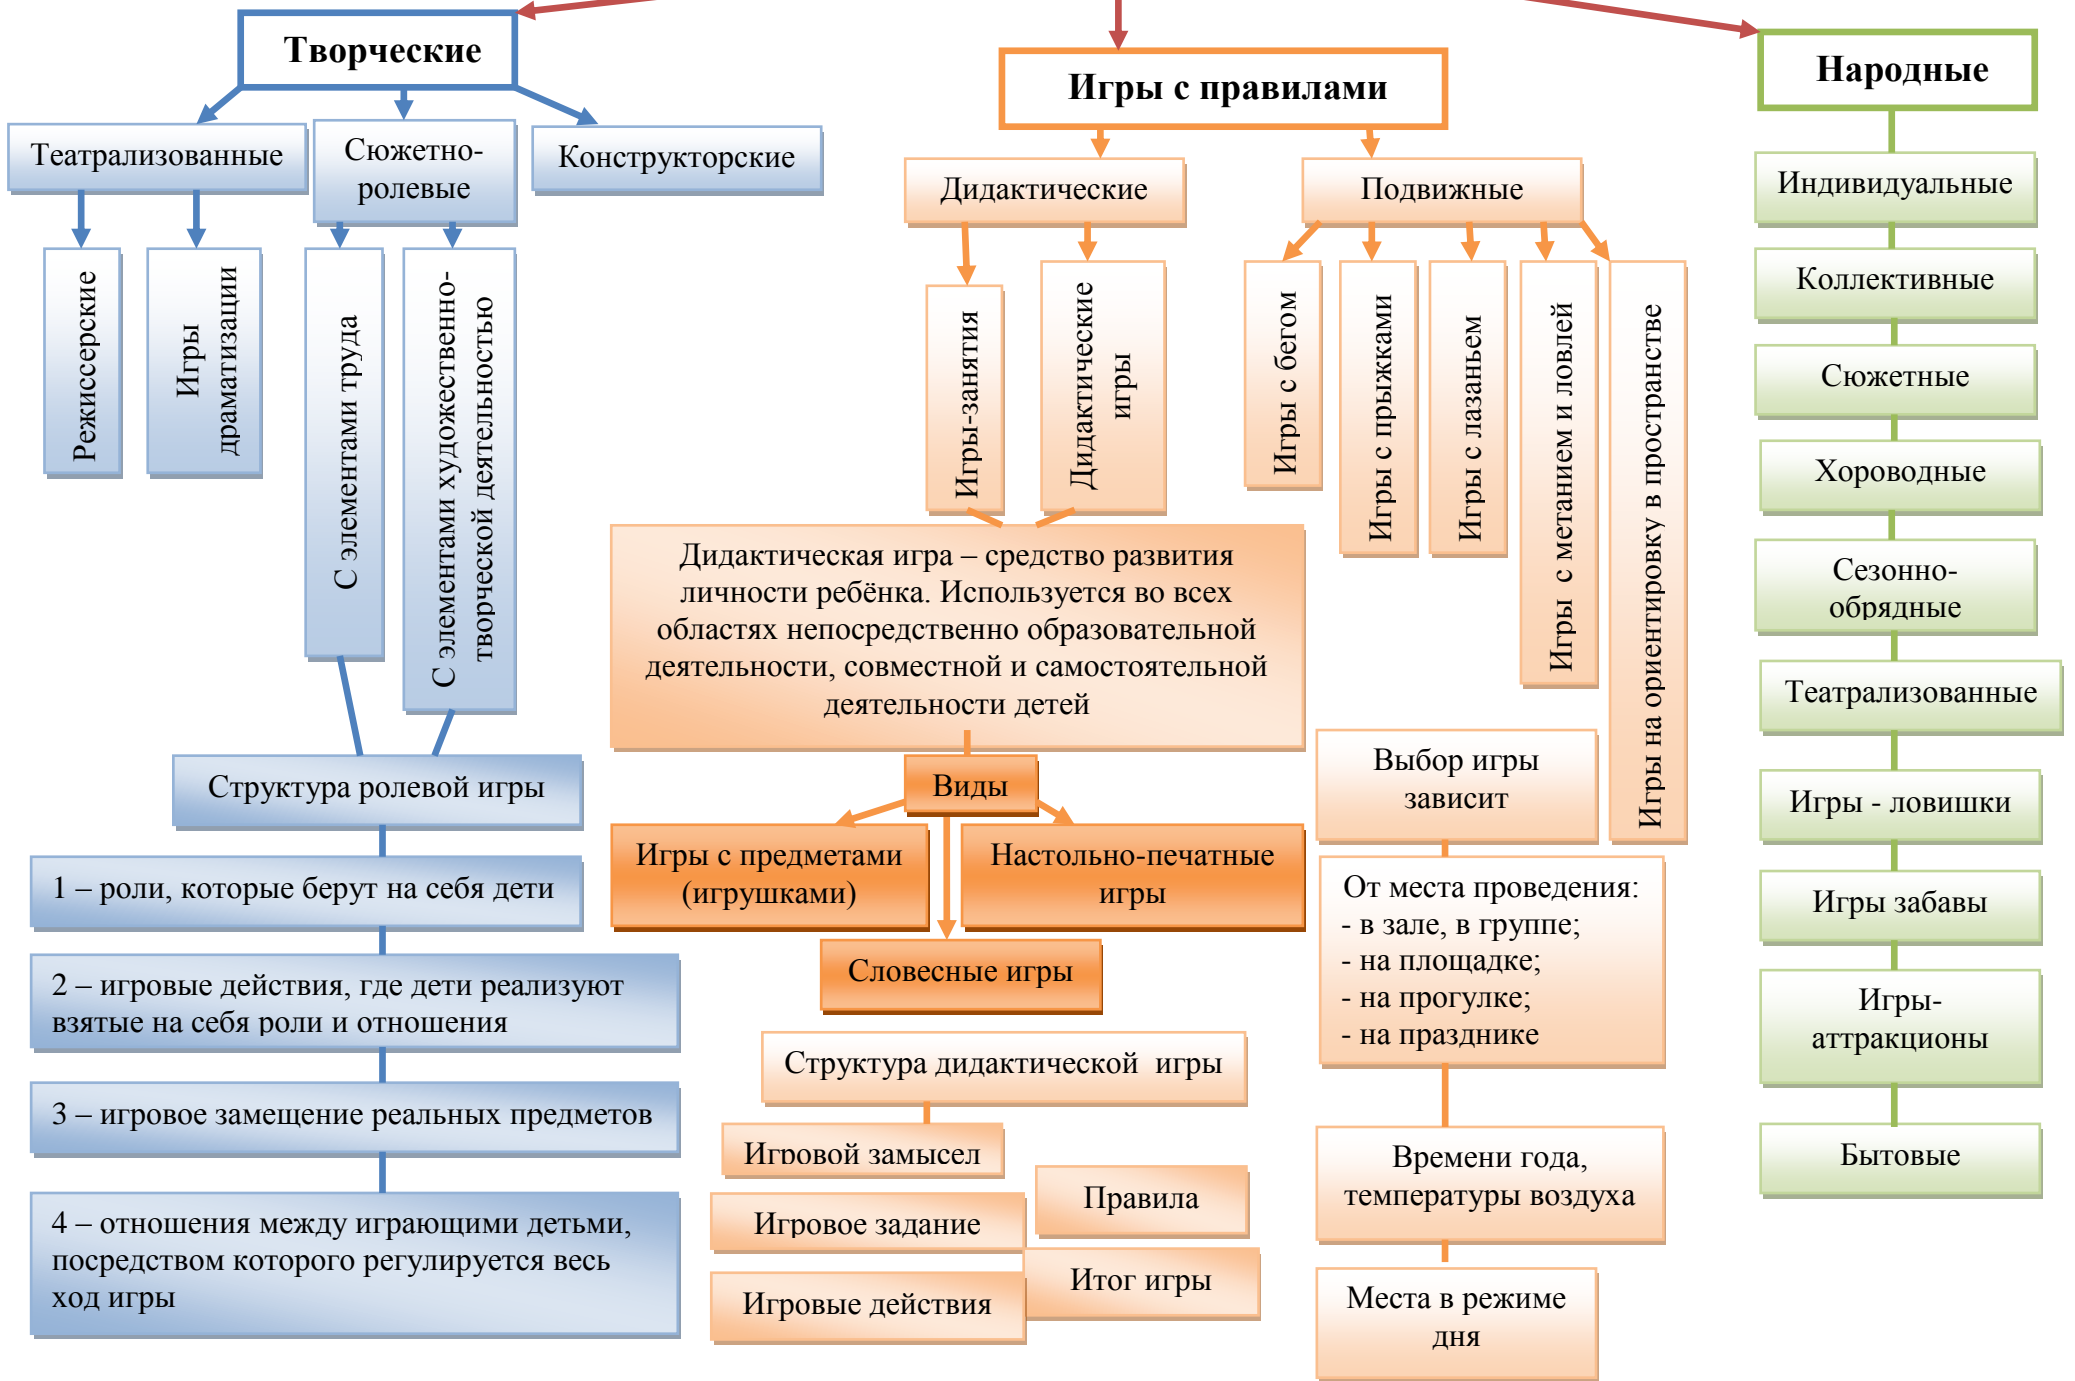 Творческие
Игры с правилами
Народные
Театрализованные
Сюжетно-
ролевые
Конструкторские
Режиссерские
Игры
драматизации
С элементами труда
С элементами художественно-
творческой деятельностью
Структура ролевой игры
1 – роли, которые берут на себя дети
2 – игровые действия, где дети реализуют
взятые на себя роли и отношения
3 – игровое замещение реальных предметов
4 – отношения между играющими детьми,
посредством которого регулируется весь
ход игры
Дидактические
Подвижные
Игры-занятия
Дидактические
игры
Игры с бегом
Игры с прыжками
Игры с лазаньем
Игры  с метанием и ловлей
Игры на ориентировку в пространстве
Дидактическая игра – средство развития
личности ребёнка. Используется во всех
областях непосредственно образовательной
деятельности, совместной и самостоятельной
деятельности детей
Виды
Игры с предметами
(игрушками)
Настольно-печатные
игры
Словесные игры
Структура дидактической  игры
Игровой замысел
Игровое задание
Игровые действия
Правила
Итог игры
Выбор игры
зависит
От места проведения:
- в зале, в группе;
- на площадке;
- на прогулке;
- на празднике
Времени года,
температуры воздуха
Места в режиме
дня
Индивидуальные
Коллективные
Сюжетные
Хороводные
Сезонно-
обрядные
Театрализованные
Игры - ловишки
Игры забавы
Игры-
аттракционы
Бытовые